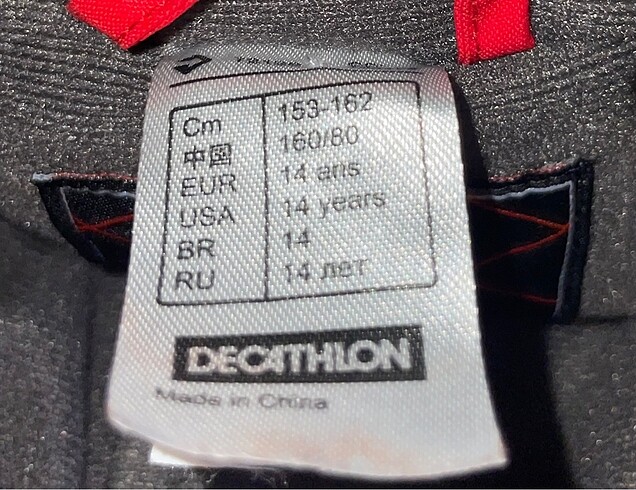 Cm 153-162
中国 160/80
EUR 14 ans
USA 14 years
BR 14
RU 14 лет
DECATHLON
Made in China